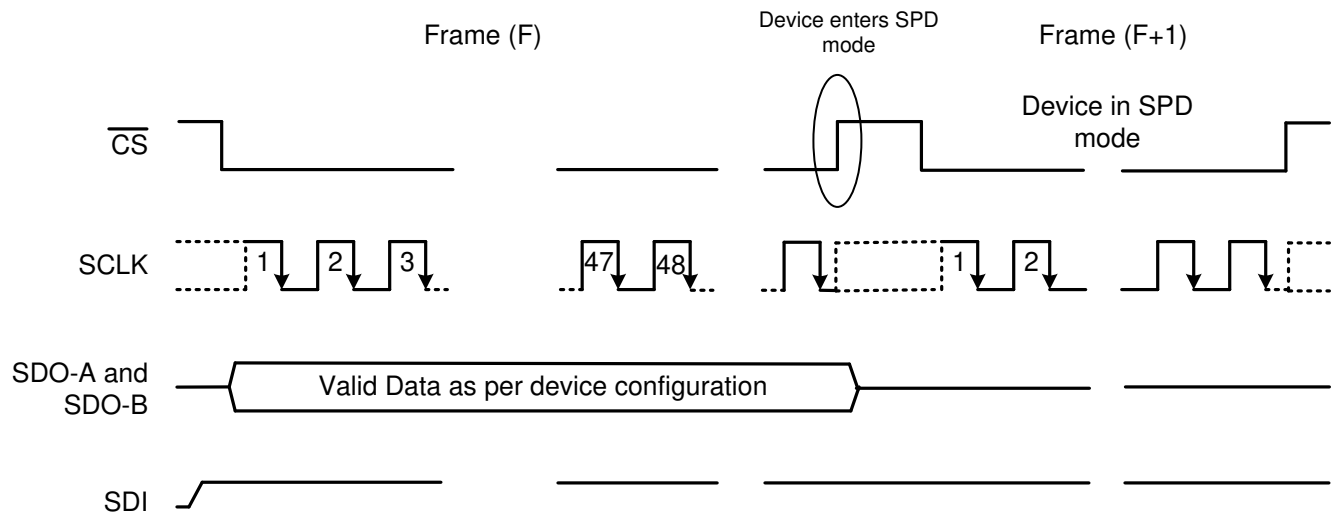 Frame (F)
Device enters SPD
mode
Frame (F+1)
Device in SPD
mode
CS
SCLK
1
2
3
47
48
1
2
SDO-A and
SDO-B
Valid Data as per device configuration
SDI